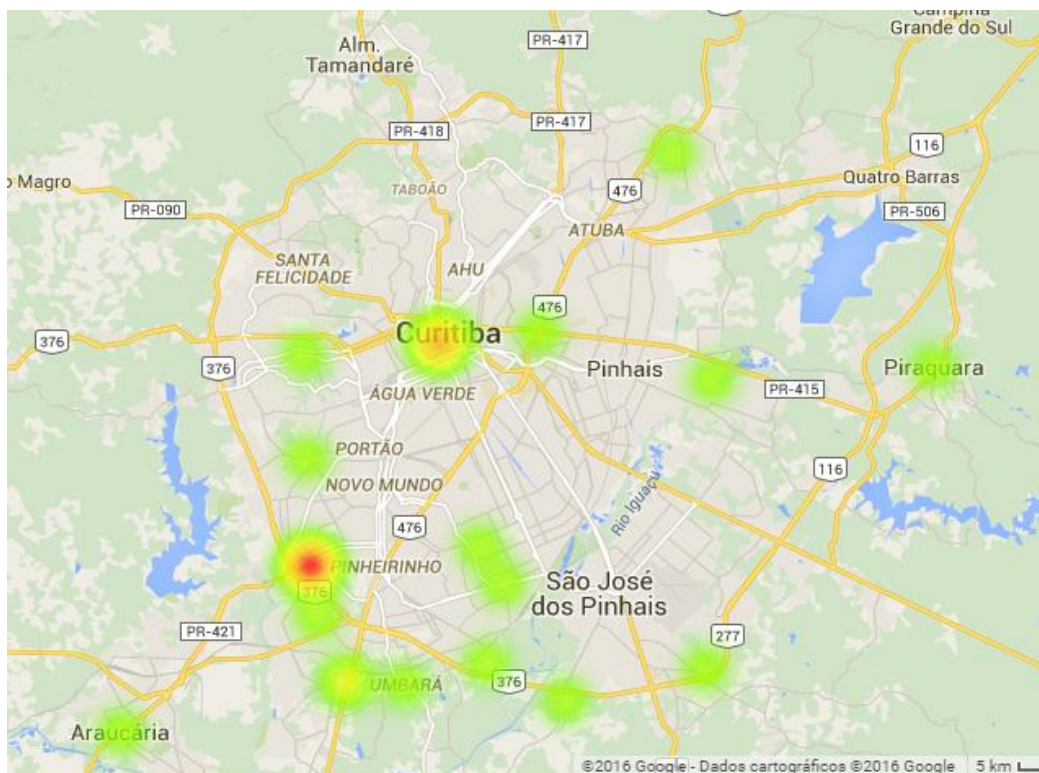 Campina
Grande do Sul
PR-417
Alm.
Tamandaré
PR-417
PR-418
116
Quatro Barras
o Magro
TABOÃO
476
PR-090
PR-506
ATUBA
SANTA
FELICIDADE
AHU
476
Curitiba
376
376
Pinhais
Piraquara
ÁGUA VERDE
PR-415
PORTÃO
116
NOVO MUNDO
Rio Iguaçu
476
PINHEIRINHO
São José
dos Pinhais
376
PR-421
277
376
UMBARÁ
Araucária
©2016 Google - Dados cartográficos ©2016 Google
5 km